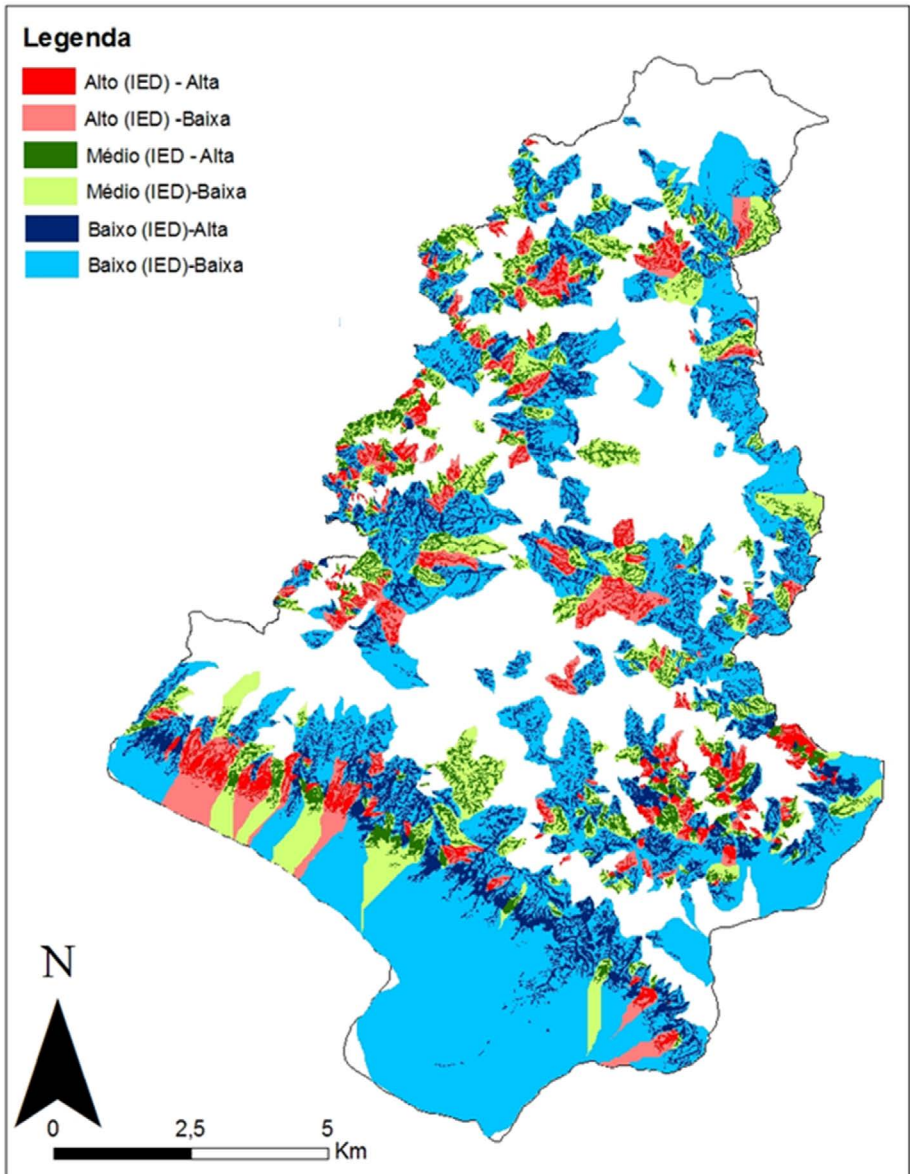 Legenda
Alto (IED) - Alta
Alto (IED) -Baixa
Médio (IED - Alta
Médio (IED)-Baixa
Baixo (IED)-Alta
Baixo (IED)-Baixa
N
0 2,5 5
Km